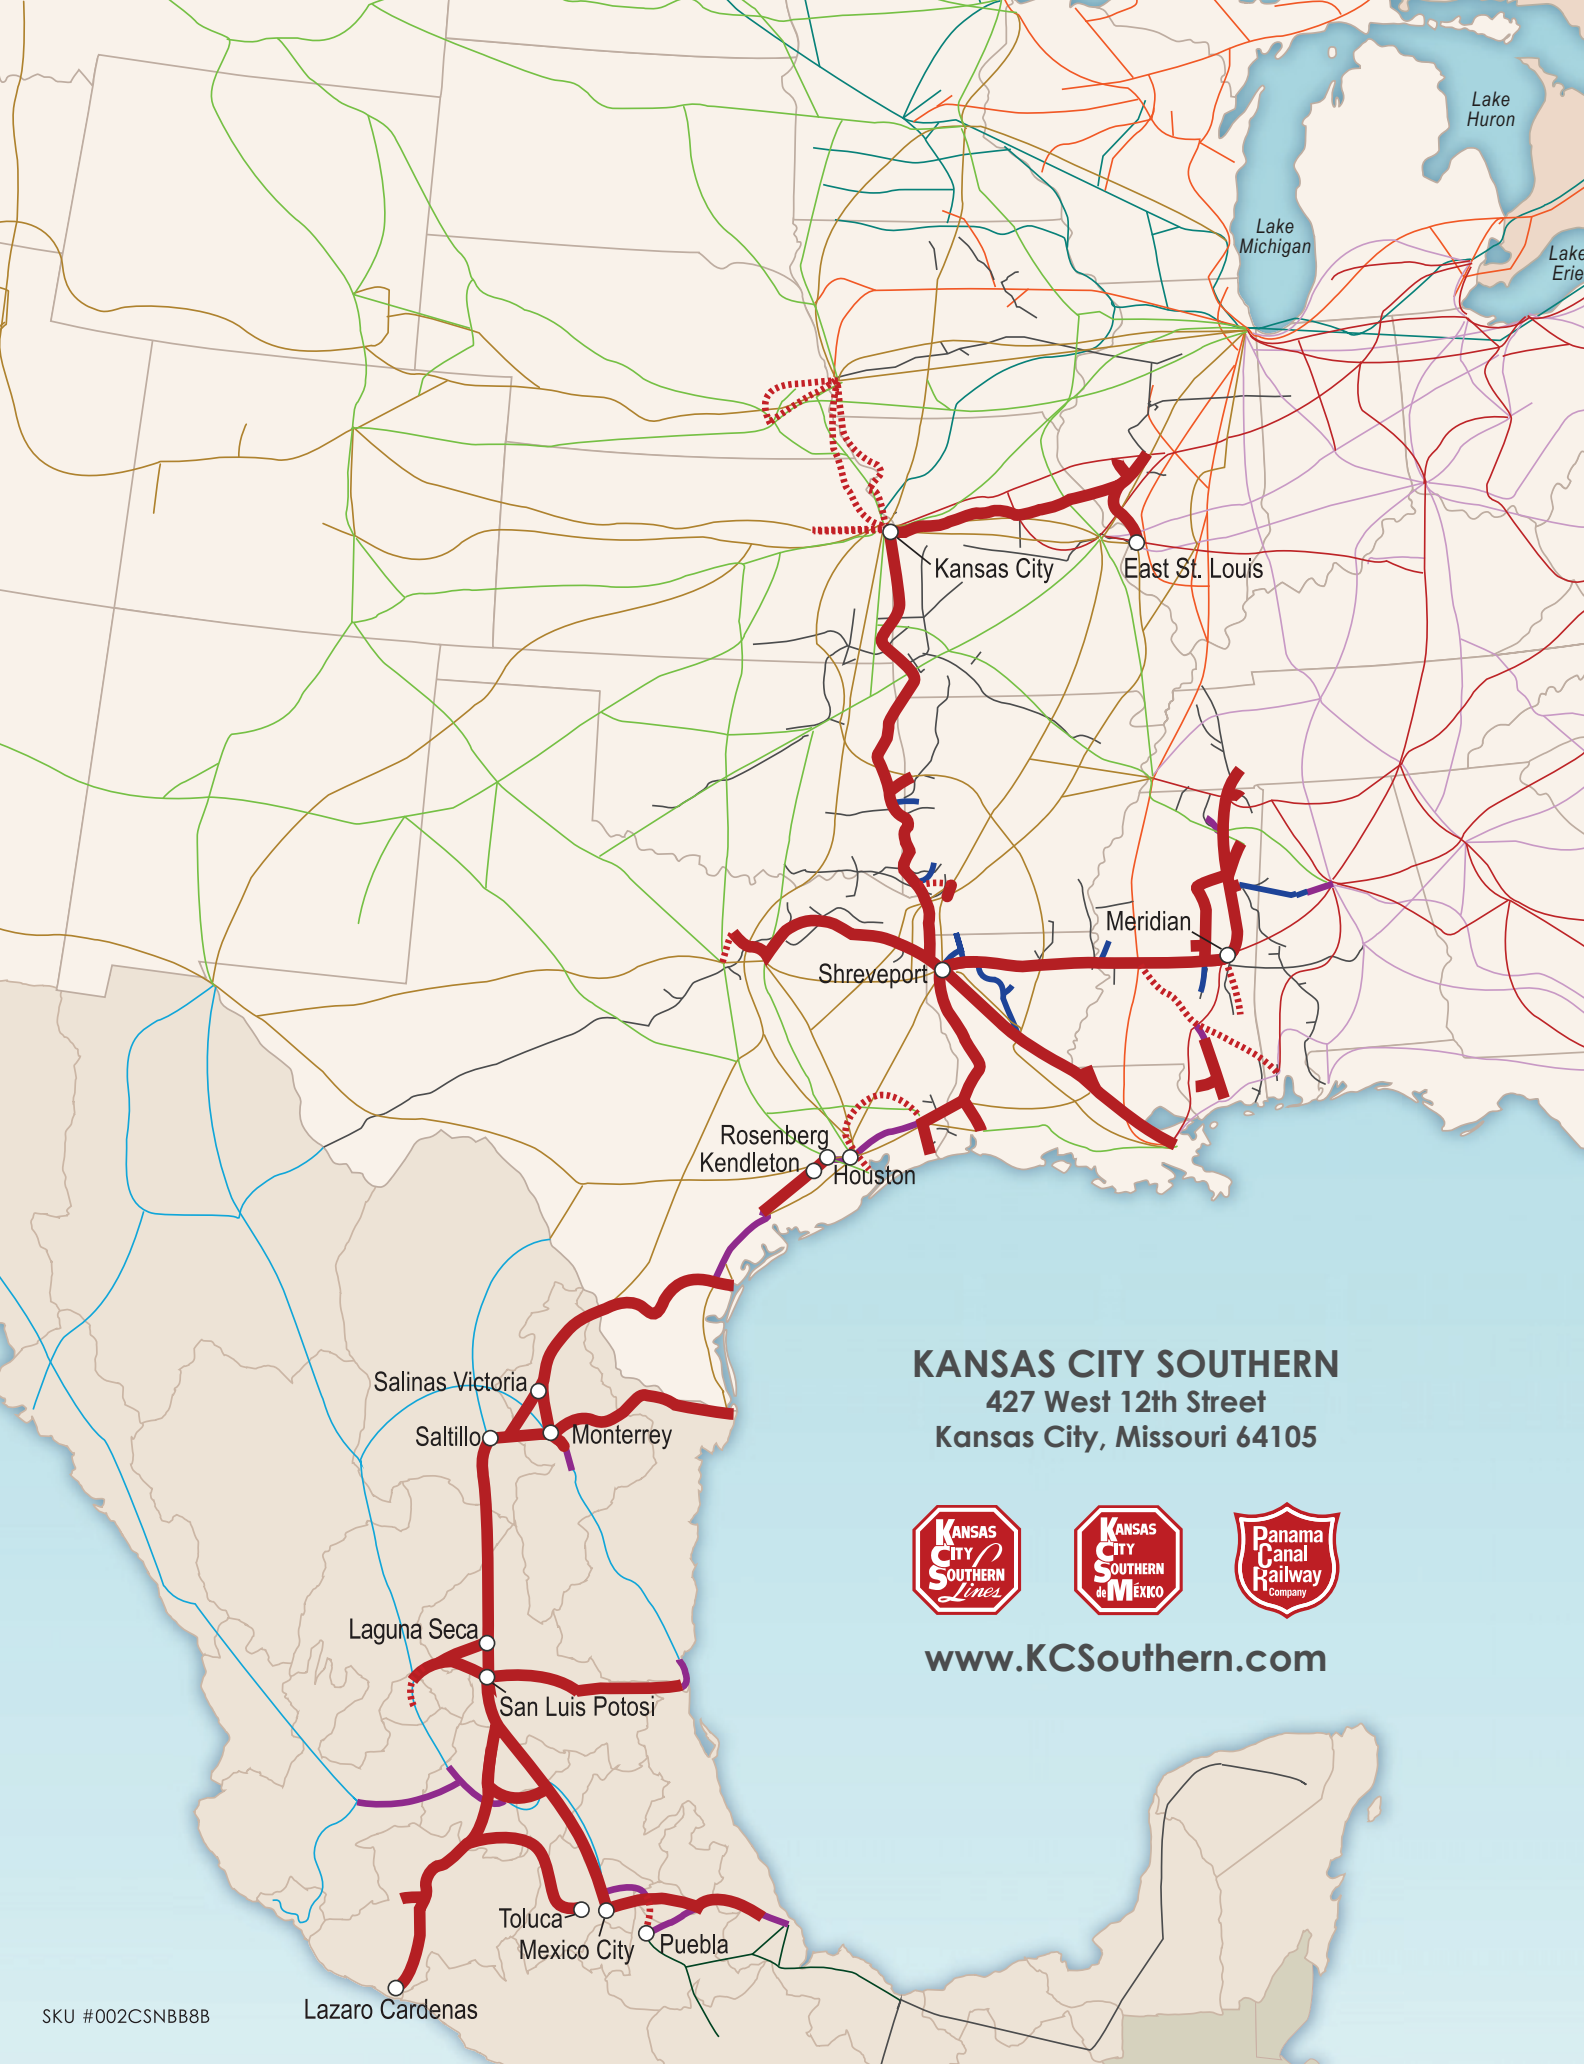 Lake
Huron
Lake
Michigan
Lake
Erie
Kansas City
East St. Louis
Meridian
Shreveport
Rosenberg
Kendleton
Houston
Salinas Victoria
Saltillo
Monterrey
KANSAS CITY SOUTHERN
427 West 12th Street
Kansas City, Missouri 64105
KANSAS
CITY
SOUTHERN
Lines
KANSAS
CITY
SOUTHERN
de MÉXICO
Panama
Canal
Railway
Company
www.KCSouthern.com
Laguna Seca
San Luis Potosi
Toluca
Mexico City
Puebla
Lazaro Cardenas
SKU #002CSNBB8B